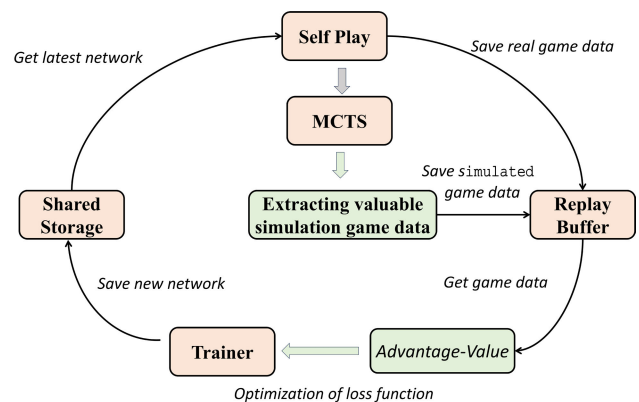 Self Play
Get latest network
Save real game data
MCTS
Save simulated
game data
Shared
Storage
Extracting valuable
simulation game data
Replay
Buffer
Save new network
Get game data
Trainer
Advantage-Value
Optimization of loss function